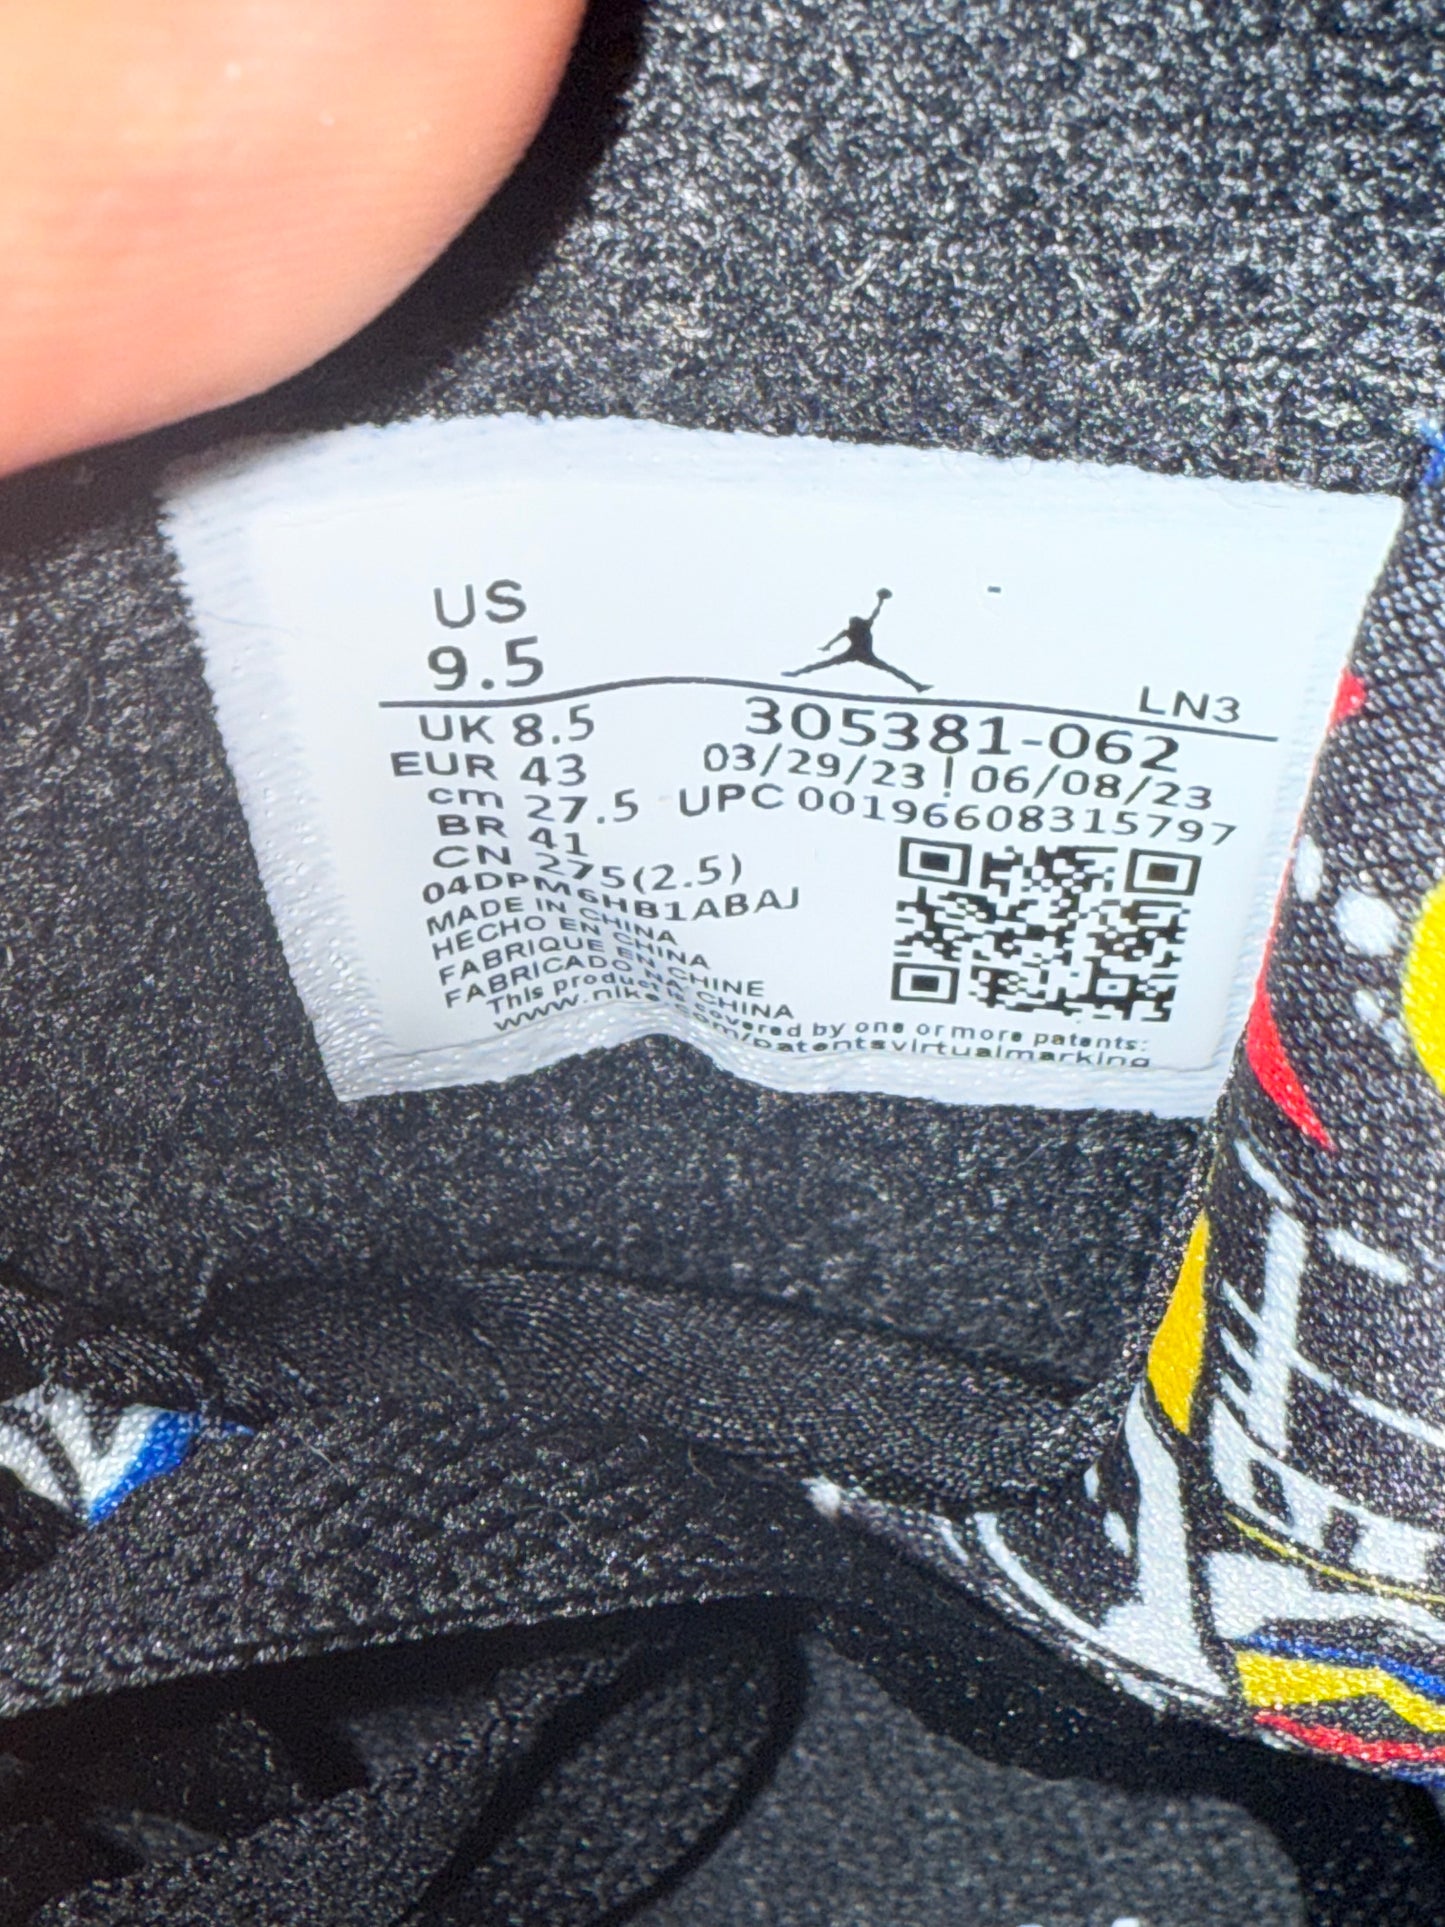 US
9.5
LN3
UK 8.5
305381-062
EUR 43
03/29/23 | 06/08/23
cm 27.5
UPC 00196608315797
BR 41
CN 275(2.5)
04DPM6HB1ABAJ
MADE IN CHINA
HECHO EN CHINA
FABRIQUE EN CHINE
FABRICADO NA CHINA
This product is covered by one or more patents:
www.nike.com/patentsvirtualmarking